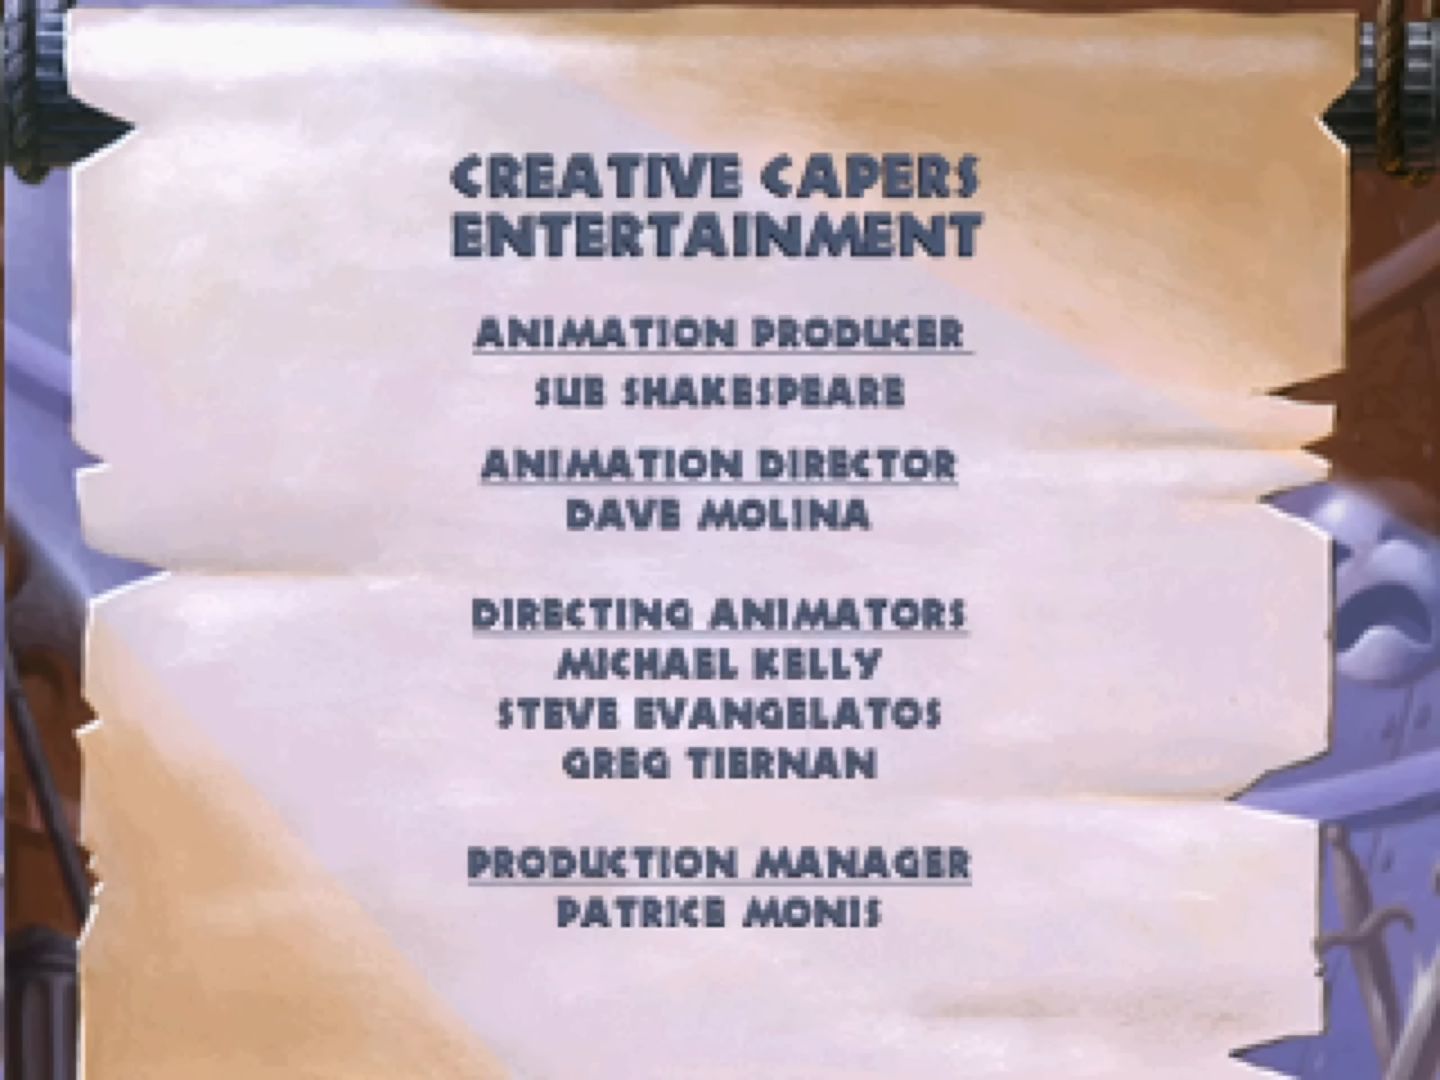 CREATIVE CAPERS
ENTERTAINMENT
ANIMATION PRODUCER
SUE SHAKESPEARE
ANIMATION DIRECTOR
DAVE MOLINA
DIRECTING ANIMATORS
MICHAEL KELLY
STEVE EVANGELATOS
GREG TIERNAN
PRODUCTION MANAGER
PATRICE MONIS